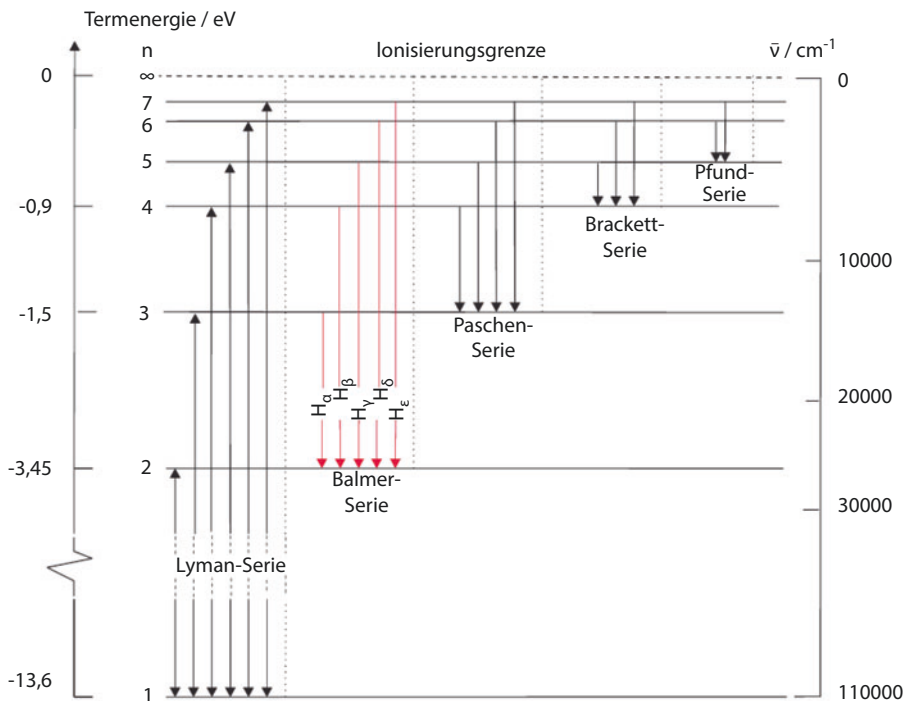 Termenergie / eV
n
Ionisierungsgrenze
ν̄ / cm⁻¹
0
∞
0
7
6
5
Pfund-
Serie
-0,9
4
Brackett-
Serie
10000
-1,5
3
Paschen-
Serie
20000
Hα
Hβ
Hγ
Hδ
Hε
-3,45
2
Balmer-
Serie
30000
Lyman-Serie
-13,6
1
110000